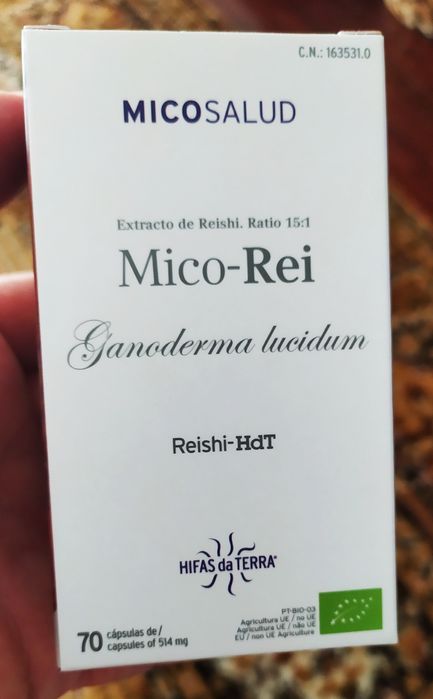 C.N.: 163531.0
MICOSALUD
Extracto de Reishi. Ratio 15:1
Mico-Rei
Ganoderma lucidum
Reishi-HdT
HIFAS da TERRA®
PT-BIO-03
Agricultura UE / no UE
Agricultura UE / não UE
EU / non UE Agriculture
70 cápsulas de/
capsules of 514 mg